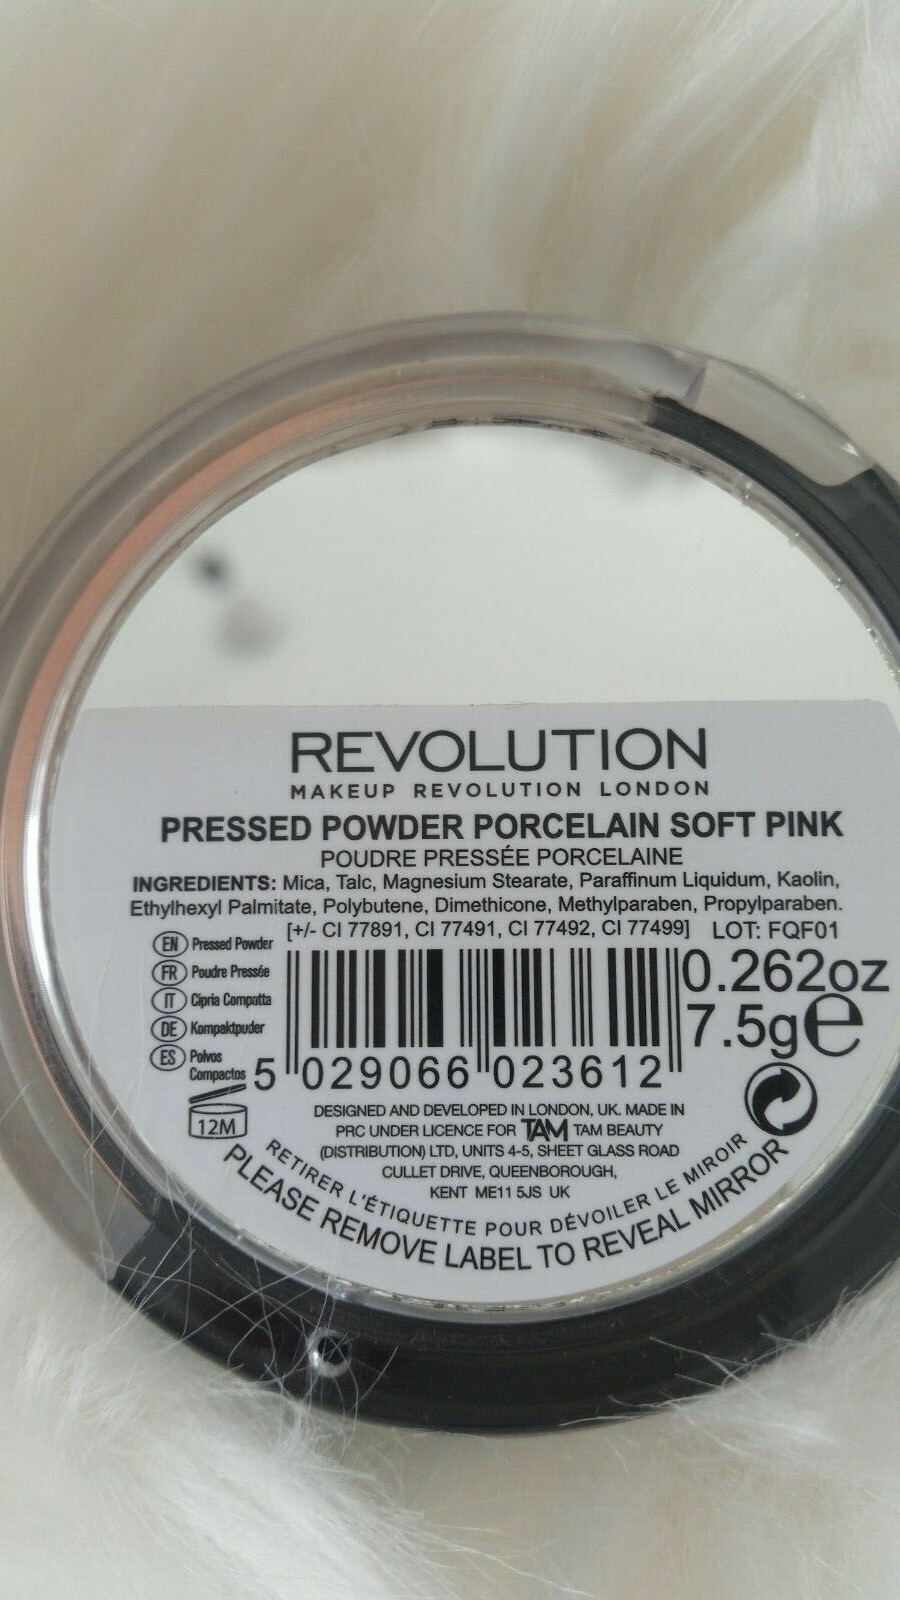 REVOLUTION
MAKEUP REVOLUTION LONDON
PRESSED POWDER PORCELAIN SOFT PINK
POUDRE PRESSÉE PORCELAINE
INGREDIENTS: Mica, Talc, Magnesium Stearate, Paraffinum Liquidum, Kaolin,
Ethylhexyl Palmitate, Polybutene, Dimethicone, Methylparaben, Propylparaben.
[+/- CI 77891, CI 77491, CI 77492, CI 77499] LOT: FQF01
EN Pressed Powder
FR Poudre Pressée
IT Cipria Compatta
DE Kompaktpuder
ES Polvos
Compactos
0.262oz
7.5g e
5 029066 023612
12M
DESIGNED AND DEVELOPED IN LONDON, UK. MADE IN
PRC UNDER LICENCE FOR TAM TAM BEAUTY
(DISTRIBUTION) LTD, UNITS 4-5, SHEET GLASS ROAD
CULLET DRIVE, QUEENBOROUGH,
KENT ME11 5JS UK
RETIRER L'ÉTIQUETTE POUR DÉVOILER LE MIROIR
PLEASE REMOVE LABEL TO REVEAL MIRROR